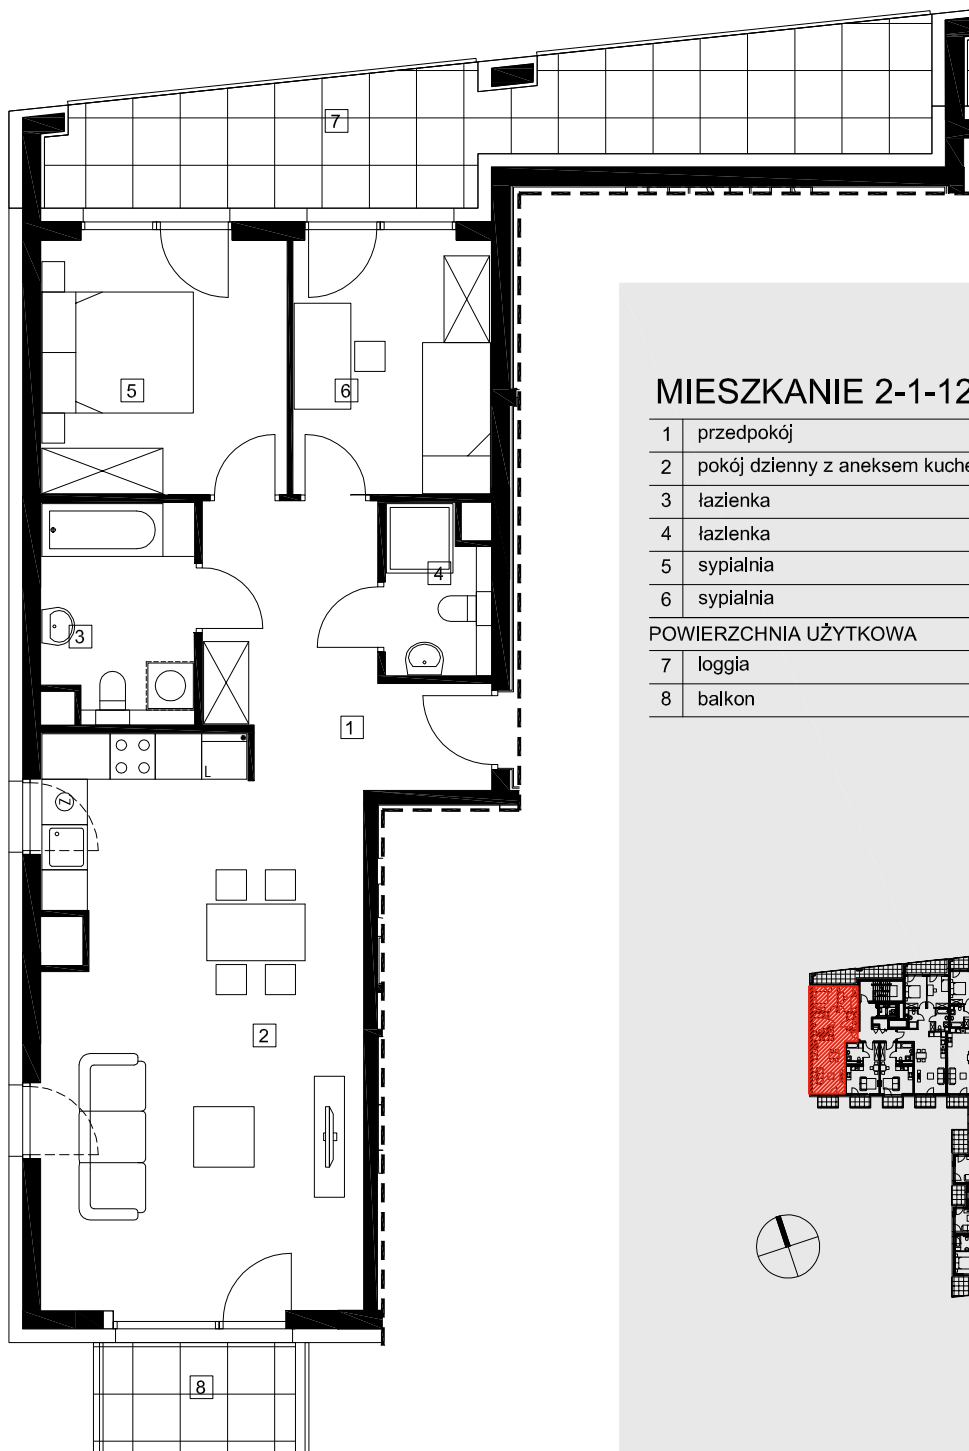 7
5
6
4
3
1
L
Z
2
8
MIESZKANIE 2-1-12
1 przedpokój
2 pokój dzienny z aneksem kuche
3 łazienka
4 łazienka
5 sypialnia
6 sypialnia
POWIERZCHNIA UŻYTKOWA
7 loggia
8 balkon